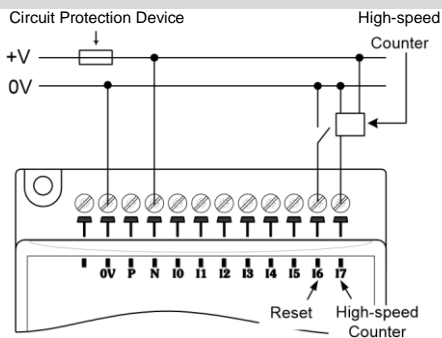 Circuit Protection Device
High-speed
Counter
+V
0V
0V P N I0 I1 I2 I3 I4 I5 I6 I7
Reset
High-speed
Counter